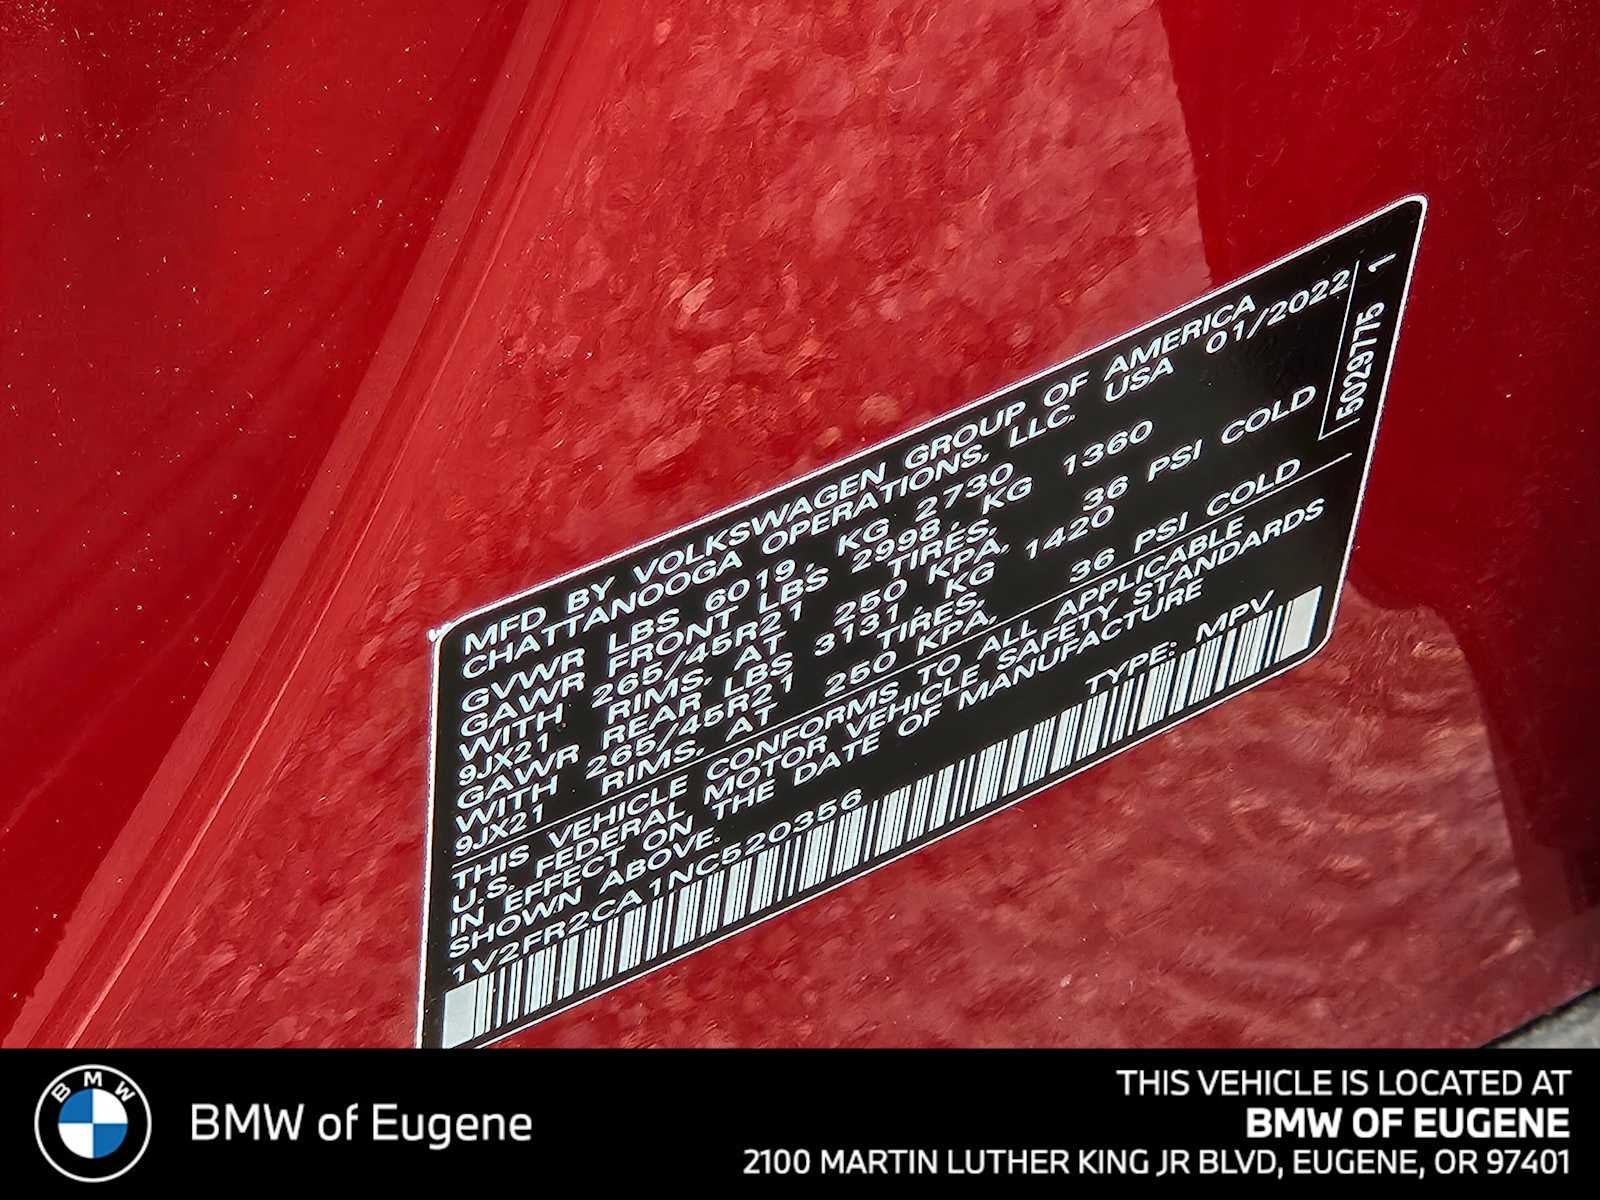 MFD BY VOLKSWAGEN GROUP OF AMERICA
CHATTANOOGA OPERATIONS, LLC. USA 01/2022
GVWR LBS 6019, KG 2730
GAWR FRONT LBS 2998, KG 1360
WITH 265/45R21 TIRES,
9JX21 RIMS, AT 250 KPA, 36 PSI COLD
GAWR REAR LBS 3131, KG 1420
WITH 265/45R21 TIRES,
9JX21 RIMS, AT 250 KPA, 36 PSI COLD
THIS VEHICLE CONFORMS TO ALL APPLICABLE
U.S. FEDERAL MOTOR VEHICLE SAFETY STANDARDS
IN EFFECT ON THE DATE OF MANUFACTURE
SHOWN ABOVE.
1V2FR2CA1NC520356 TYPE: MPV
5029775 1
BMW
BMW of Eugene
THIS VEHICLE IS LOCATED AT
BMW OF EUGENE
2100 MARTIN LUTHER KING JR BLVD, EUGENE, OR 97401